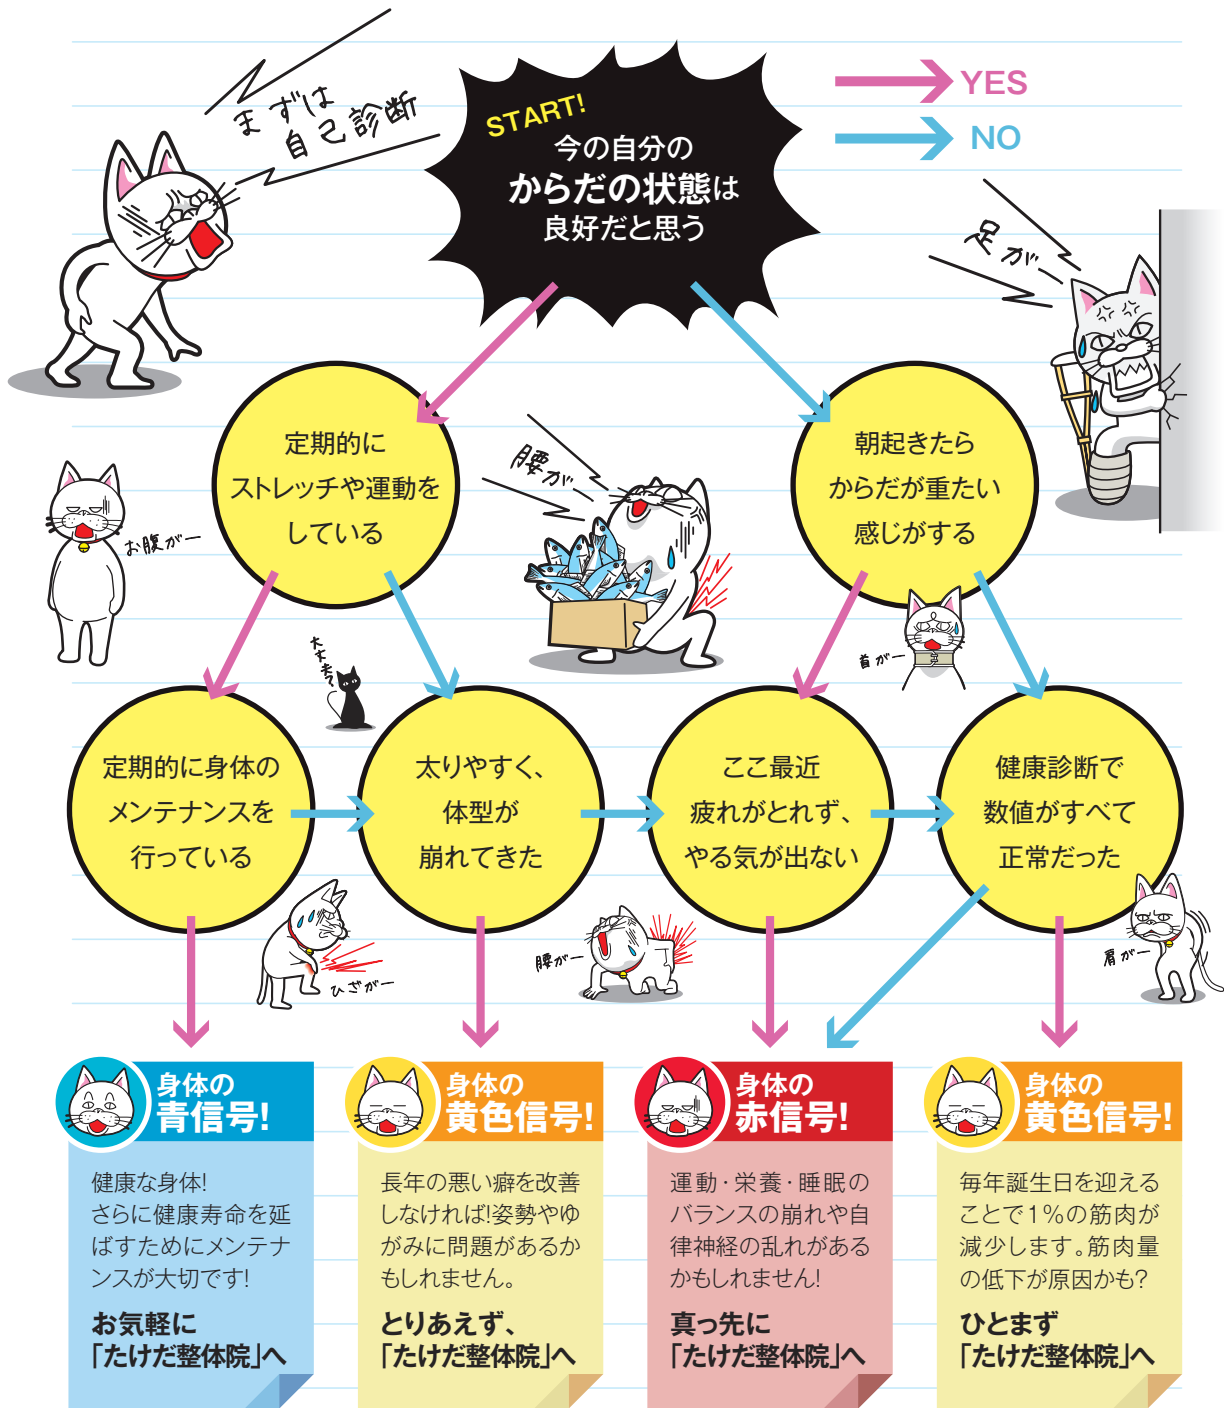 まずは
自己診断
START!
今の自分の
からだの状態は
良好だと思う
YES
NO
足がー
定期的に
ストレッチや運動を
している
腰がー
朝起きたら
からだが重たい
感じがする
お腹がー
大丈夫?
首がー
定期的に身体の
メンテナンスを
行っている
太りやすく、
体型が
崩れてきた
ここ最近
疲れがとれず、
やる気が出ない
健康診断で
数値がすべて
正常だった
ひざがー
腰がー
肩がー
身体の
青信号!
健康な身体!
さらに健康寿命を延
ばすためにメンテナ
ンスが大切です!
お気軽に
「たけだ整体院」へ
身体の
黄色信号!
長年の悪い癖を改善
しなければ!姿勢やゆ
がみに問題があるか
もしれません。
とりあえず、
「たけだ整体院」へ
身体の
赤信号!
運動・栄養・睡眠の
バランスの崩れや自
律神経の乱れがある
かもしれません!
真っ先に
「たけだ整体院」へ
身体の
黄色信号!
毎年誕生日を迎える
ことで1%の筋肉が
減少します。筋肉量
の低下が原因かも?
ひとまず
「たけだ整体院」へ